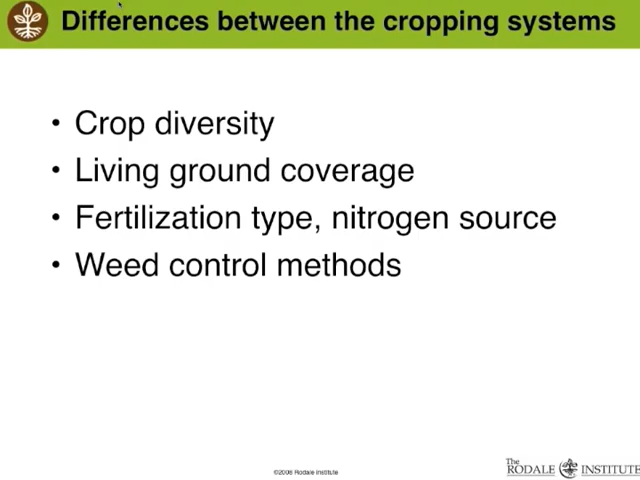 Differences between the cropping systems
• Crop diversity
• Living ground coverage
• Fertilization type, nitrogen source
• Weed control methods
©2006 Rodale Institute
The
RODALE INSTITUTE